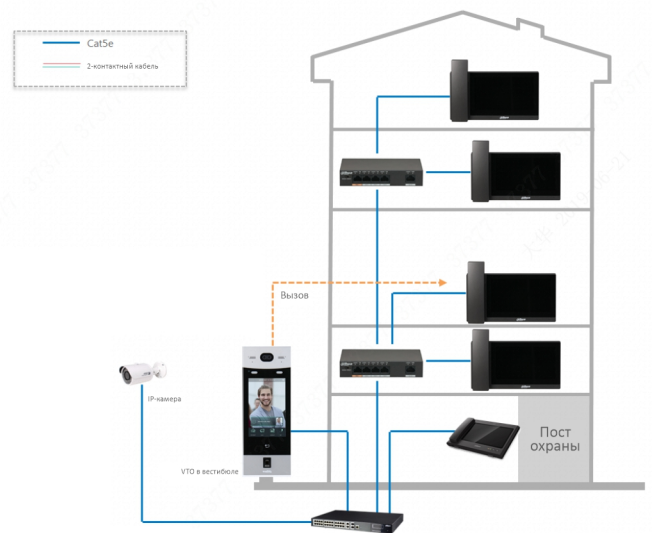 Cat5e
2-контактный кабель
Вызов
IP-камера
VTO в вестибюле
Пост
охраны